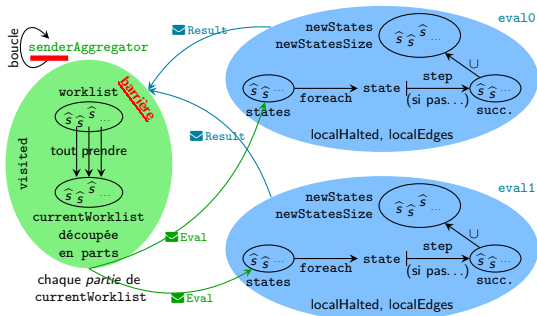 boucle
senderAggregator
worklist
ŝ ŝ ŝ ...
barrière
visited
tout prendre
ŝ ŝ ŝ ...
currentWorklist
découpée
en parts
chaque partie de
currentWorklist
Result
Result
Eval
Eval
eval0
newStates
newStatesSize
ŝ ŝ ŝ ...
∪
ŝ ŝ ...
states
foreach
state
step
(si pas...)
ŝ ŝ ...
succ.
localHalted, localEdges
eval1
newStates
newStatesSize
ŝ ŝ ŝ ...
∪
ŝ ŝ ...
states
foreach
state
step
(si pas...)
ŝ ŝ ...
succ.
localHalted, localEdges